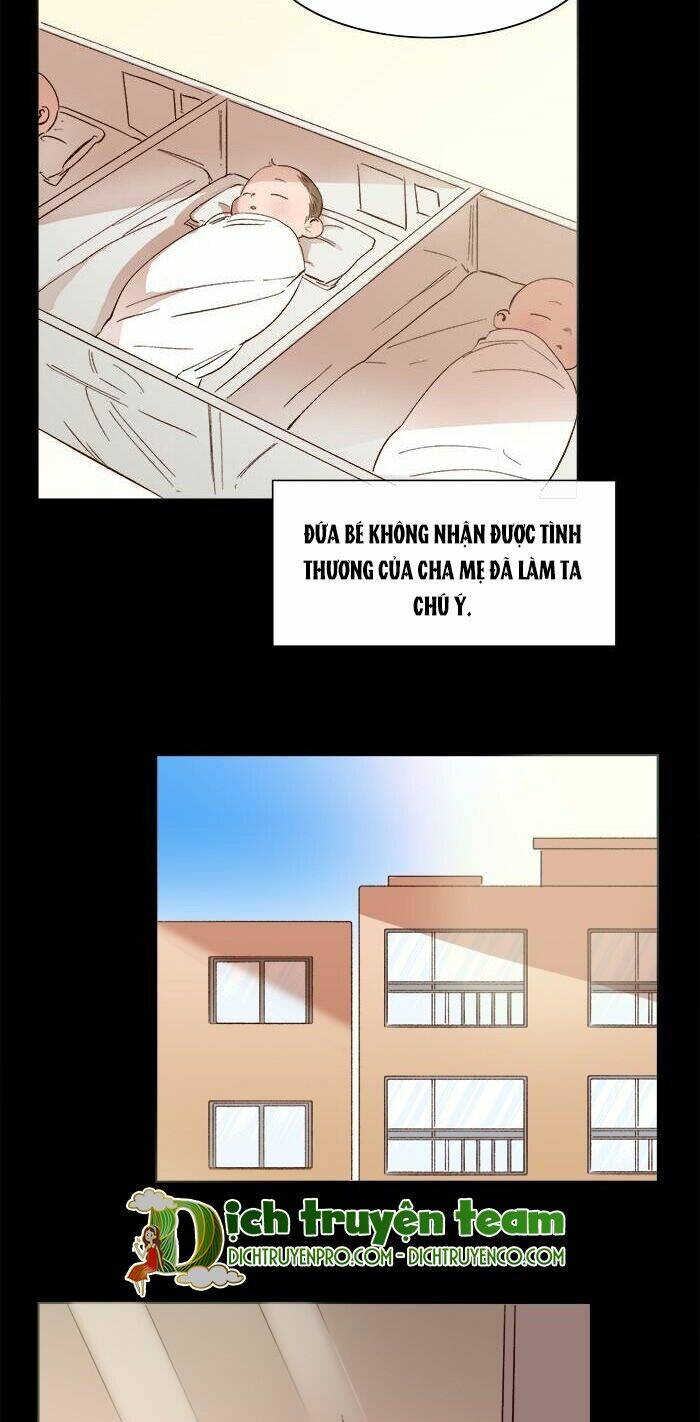 ĐỨA BÉ KHÔNG NHẬN ĐƯỢC TÌNH
THƯƠNG CỦA CHA MẸ ĐÃ LÀM TA
CHÚ Ý.
Dịch truyện team
DICHTRUYENPRO.COM - DICHTRUYENCO.COM